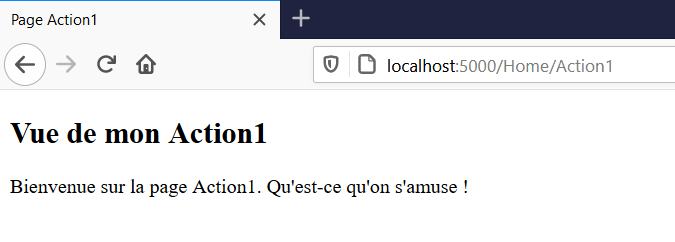 Page Action1
localhost:5000/Home/Action1
Vue de mon Action1
Bienvenue sur la page Action1. Qu'est-ce qu'on s'amuse !